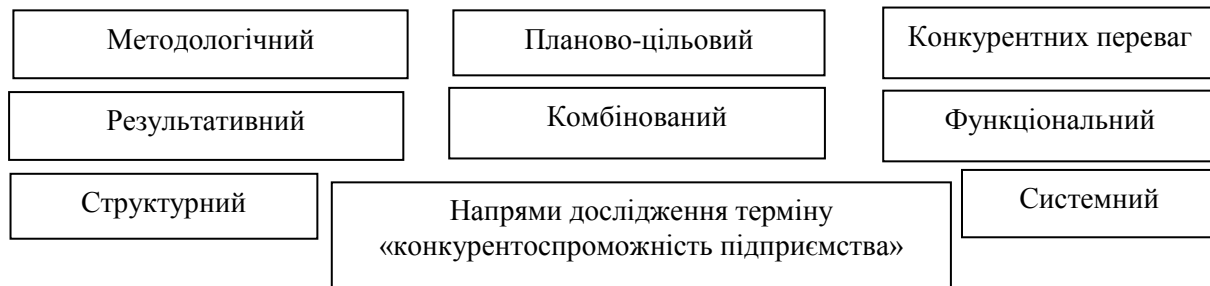 Методологічний
Планово-цільовий
Конкурентних переваг
Результативний
Комбінований
Функціональний
Структурний
Напрями дослідження терміну
«конкурентоспроможність підприємства»
Системний